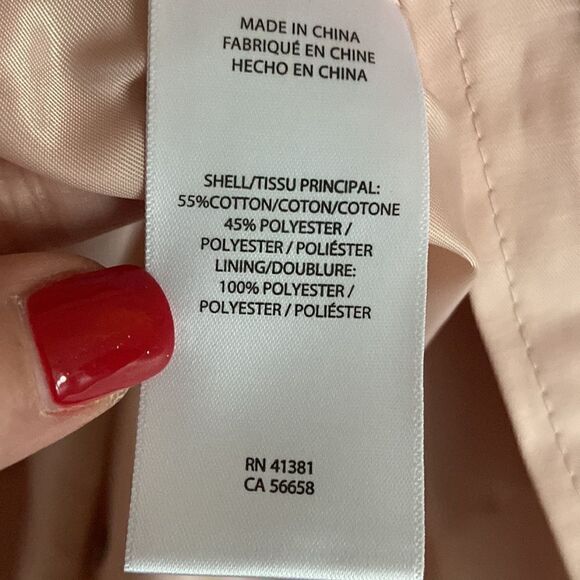 MADE IN CHINA
FABRIQUÉ EN CHINE
HECHO EN CHINA
SHELL/TISSU PRINCIPAL:
55%COTTON/COTON/COTONE
45% POLYESTER /
POLYESTER / POLIÉSTER
LINING/DOUBLURE:
100% POLYESTER /
POLYESTER / POLIÉSTER
RN 41381
CA 56658